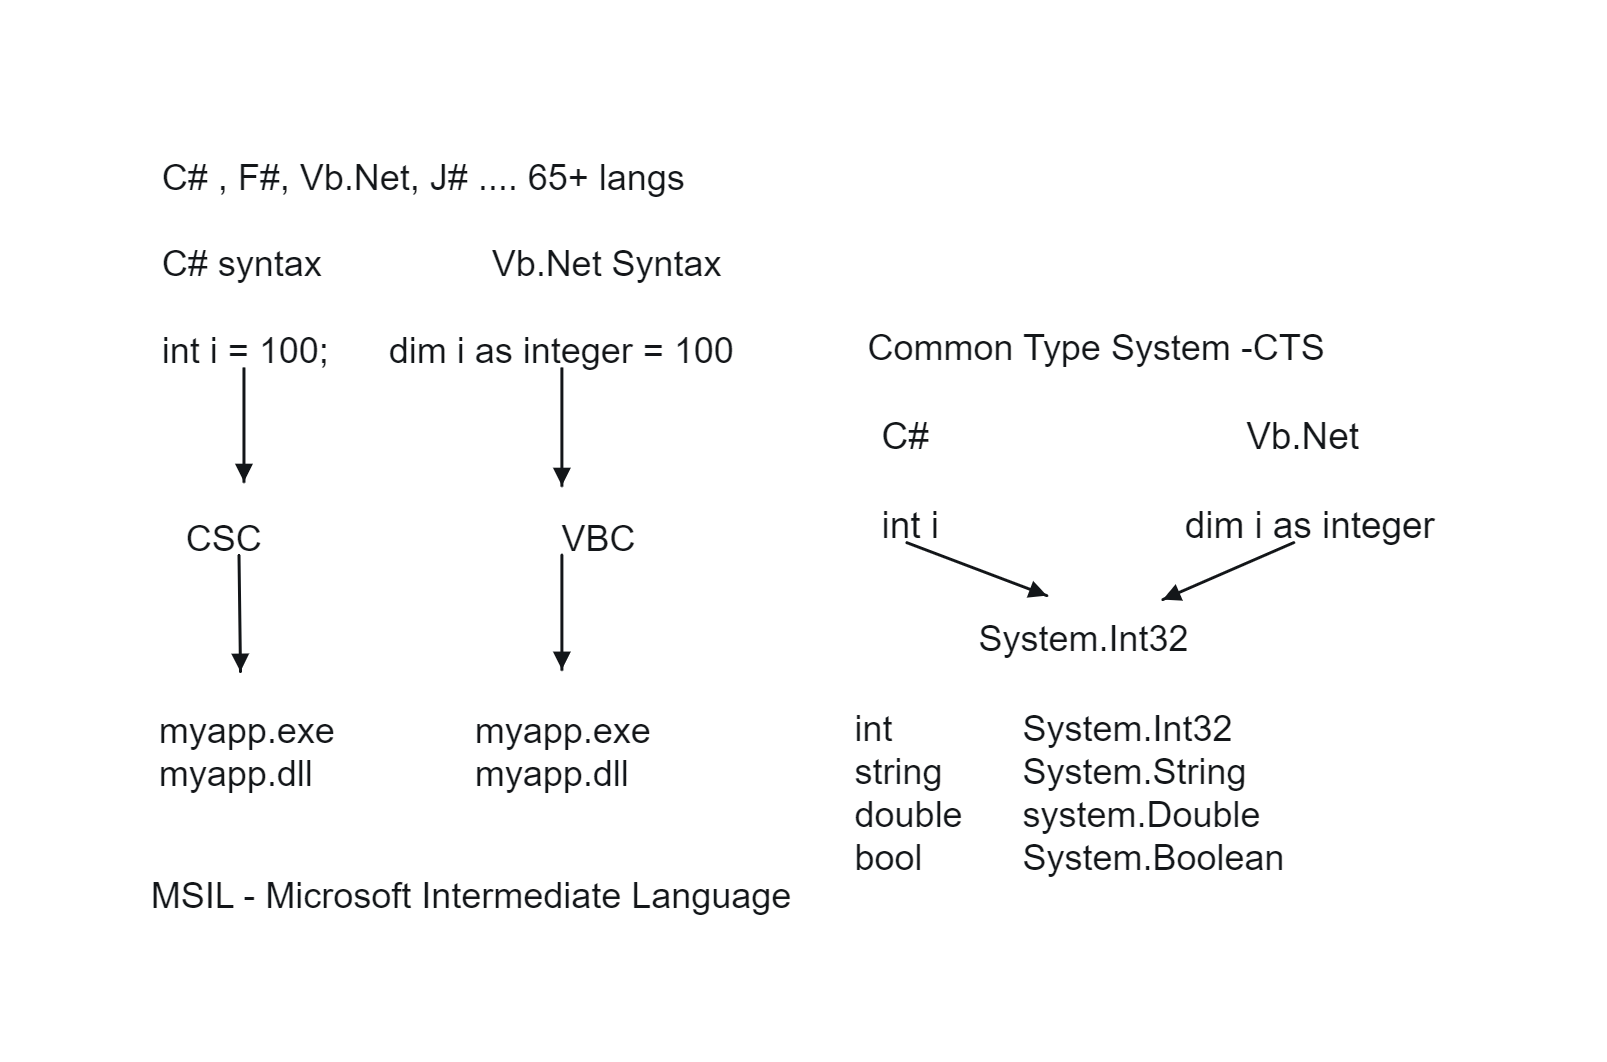 C# , F#, Vb.Net, J# .... 65+ langs
C# syntax
Vb.Net Syntax
int i = 100;
dim i as integer = 100
CSC
VBC
myapp.exe
myapp.dll
myapp.exe
myapp.dll
MSIL - Microsoft Intermediate Language
Common Type System -CTS
C#
Vb.Net
int i
dim i as integer
System.Int32
int System.Int32
string System.String
double system.Double
bool System.Boolean